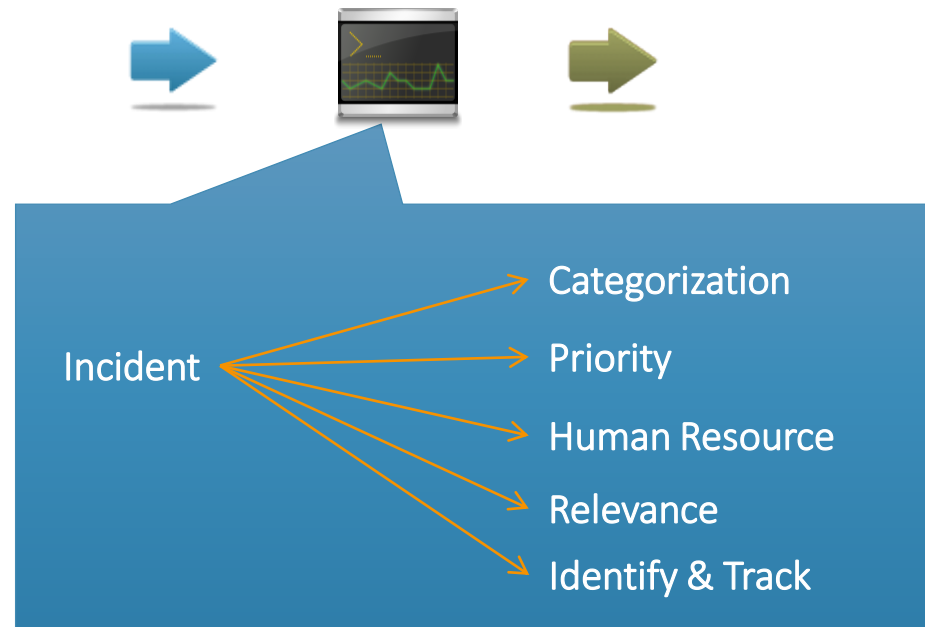 Categorization
Incident
Priority
Human Resource
Relevance
Identify & Track